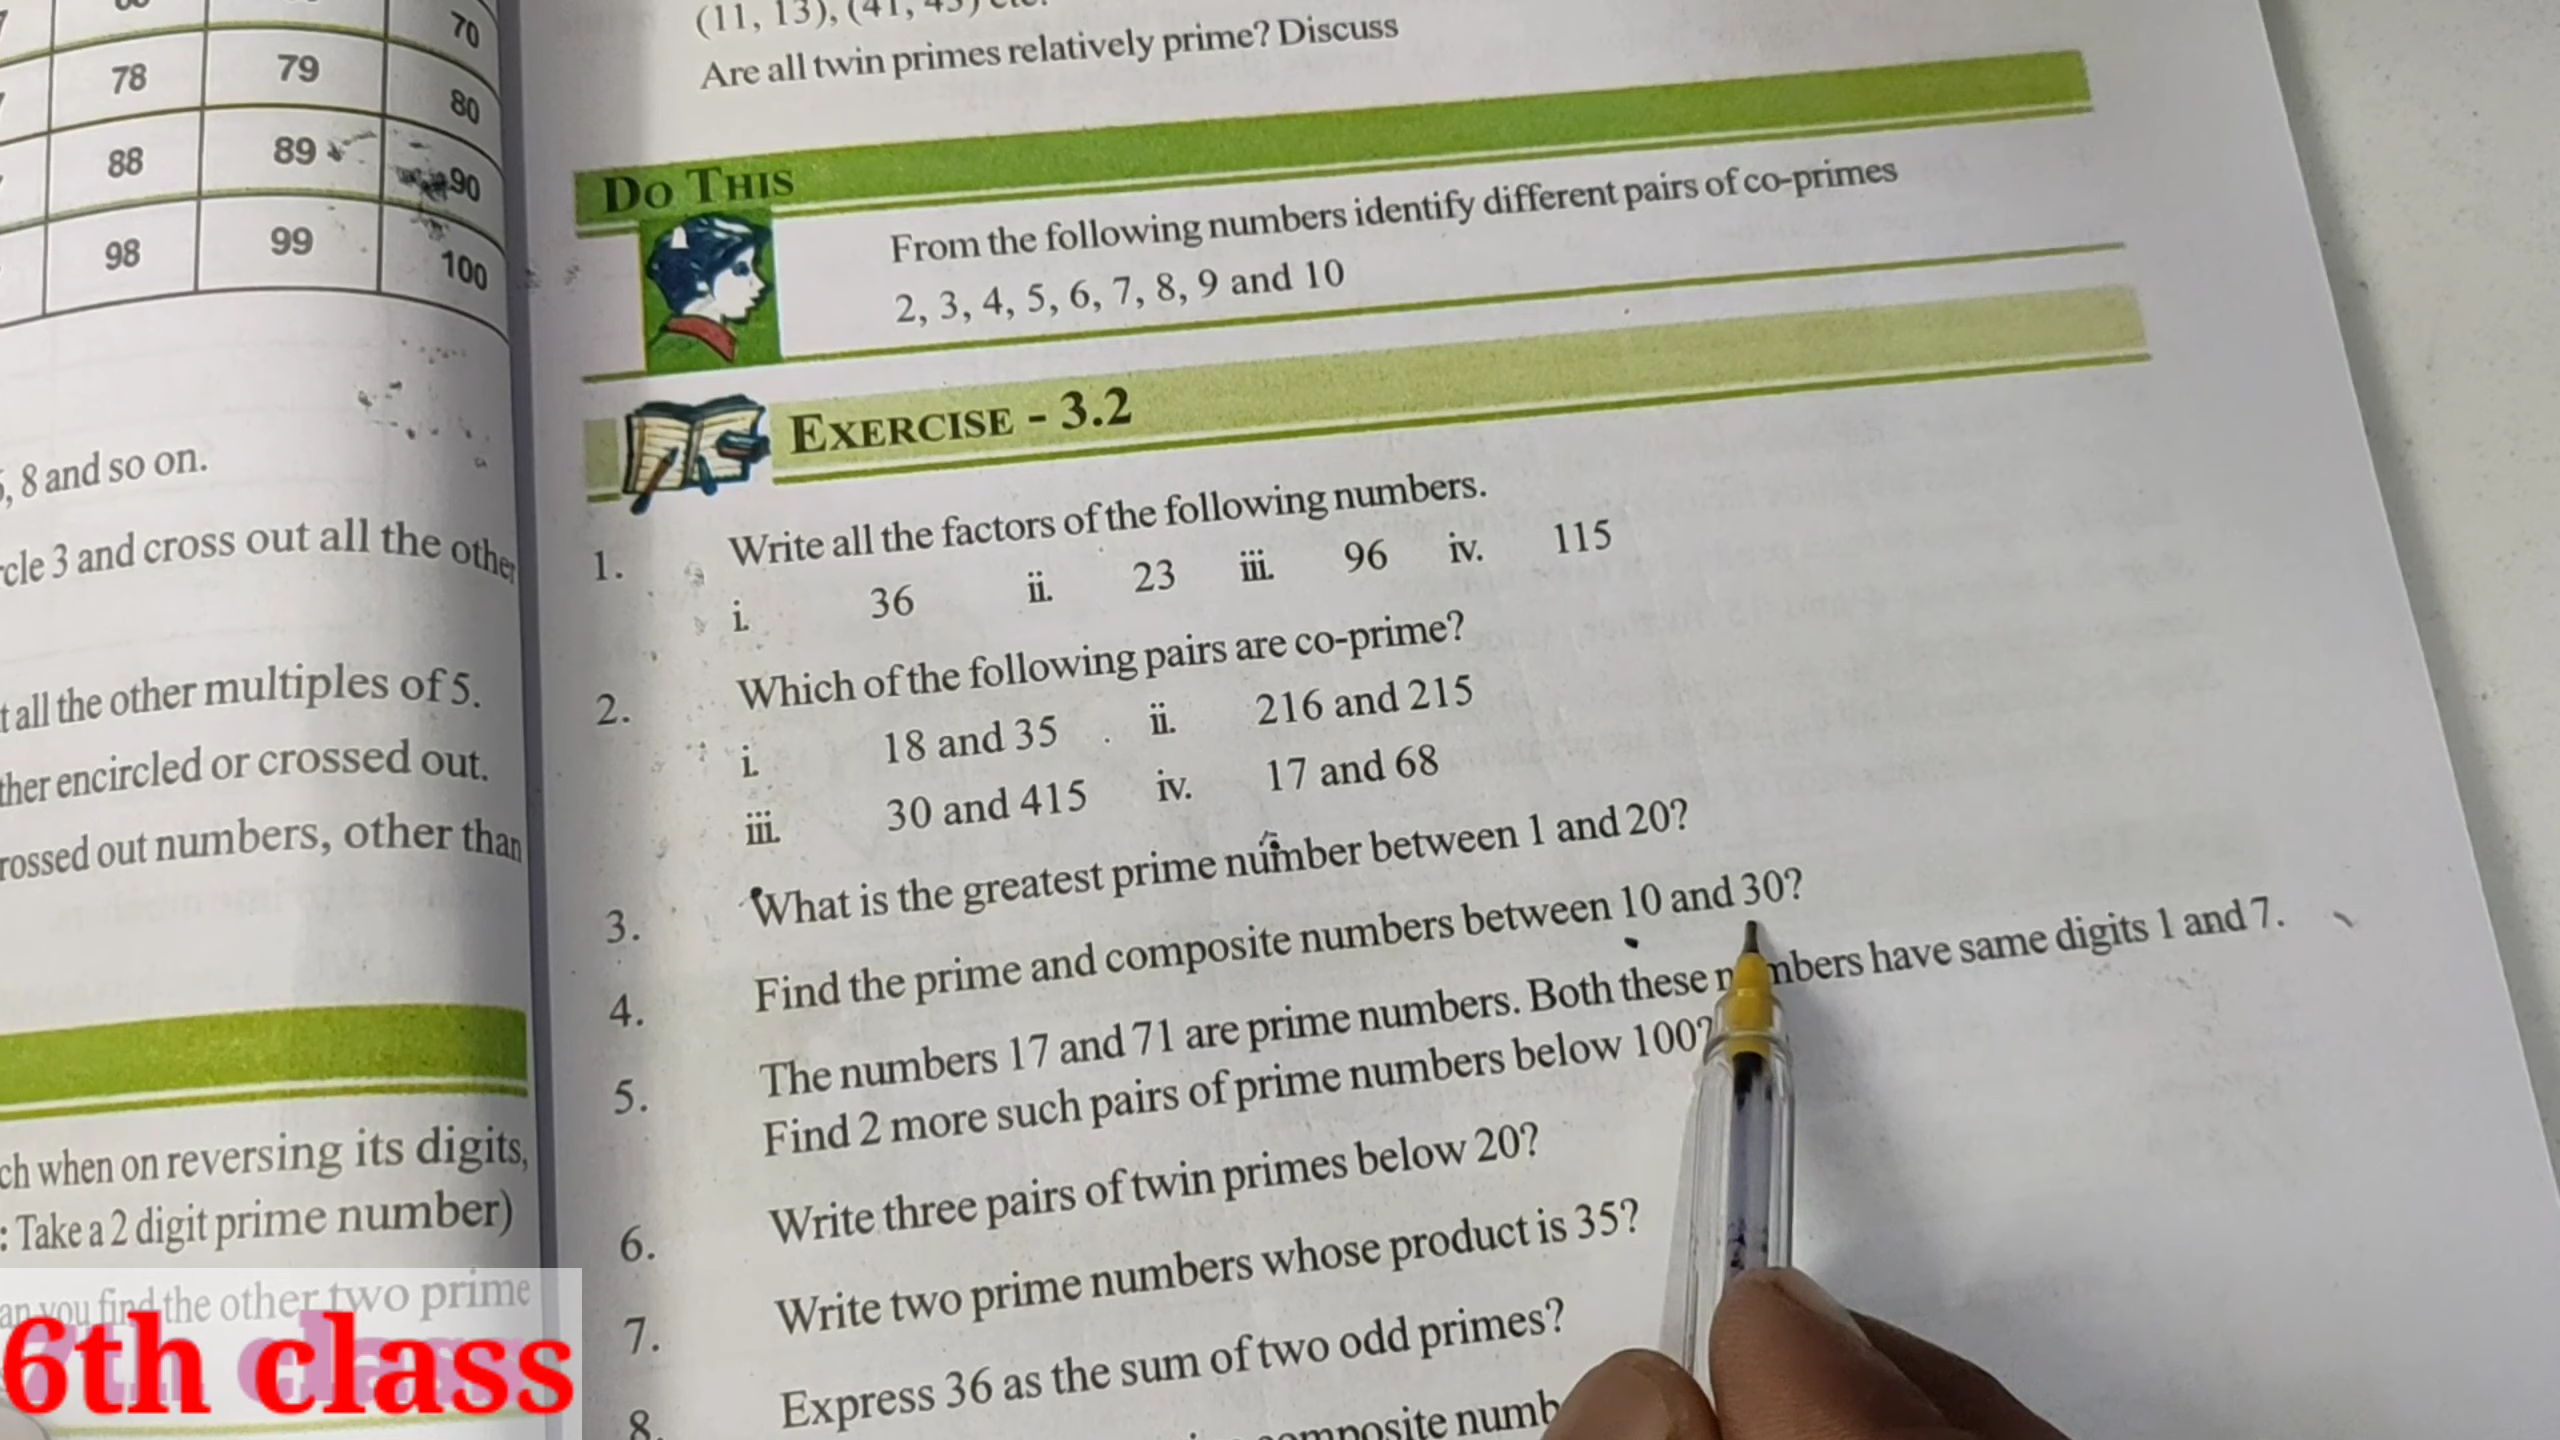 70
78 79 80
88 89 90
98 99 100
8 and so on.
3 and cross out all the other
all the other multiples of 5.
encircled or crossed out.
out numbers, other than
when on reversing its digits,
: Take a 2 digit prime number)
you find the other two prime
6th class
(11, 13),
Are all twin primes relatively prime? Discuss
DO THIS
From the following numbers identify different pairs of co-primes
2, 3, 4, 5, 6, 7, 8, 9 and 10
EXERCISE - 3.2
1. Write all the factors of the following numbers.
i. 36 ii. 23 iii. 96 iv. 115
2. Which of the following pairs are co-prime?
i. 18 and 35 ii. 216 and 215
iii. 30 and 415 iv. 17 and 68
3. What is the greatest prime number between 1 and 20?
4. Find the prime and composite numbers between 10 and 30?
5. The numbers 17 and 71 are prime numbers. Both these numbers have same digits 1 and 7.
Find 2 more such pairs of prime numbers below 100?
6. Write three pairs of twin primes below 20?
7. Write two prime numbers whose product is 35?
8. Express 36 as the sum of two odd primes?
composite